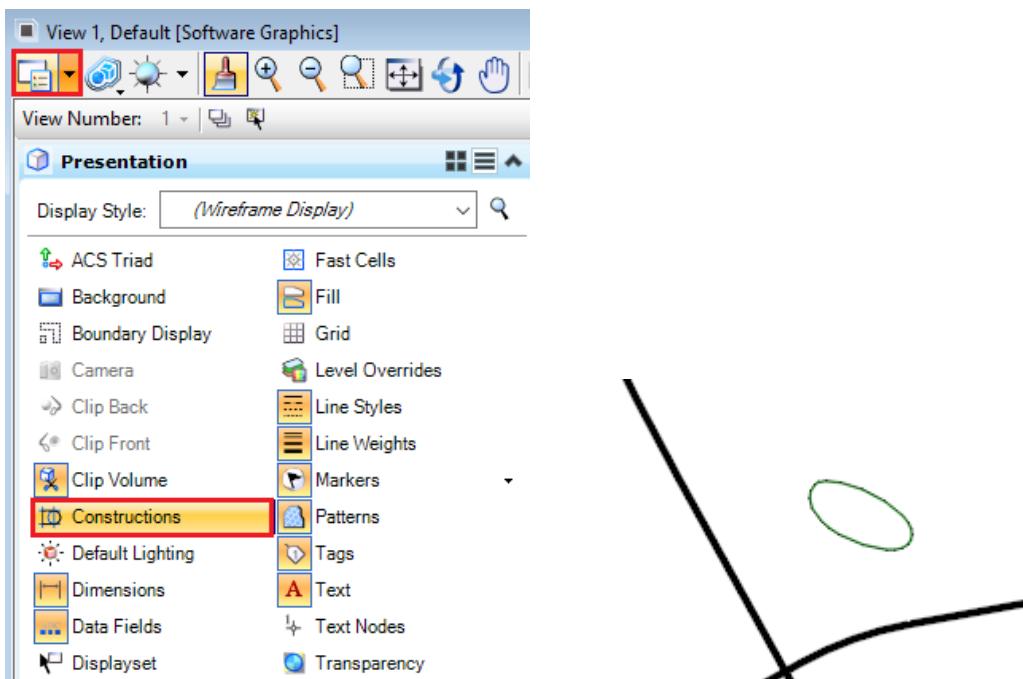 View 1, Default [Software Graphics]
View Number: 1
Presentation
Display Style: (Wireframe Display)
ACS Triad
Fast Cells
Background
Fill
Boundary Display
Grid
Camera
Level Overrides
Clip Back
Line Styles
Clip Front
Line Weights
Clip Volume
Markers
Constructions
Patterns
Default Lighting
Tags
Dimensions
A Text
Data Fields
Text Nodes
Displayset
Transparency